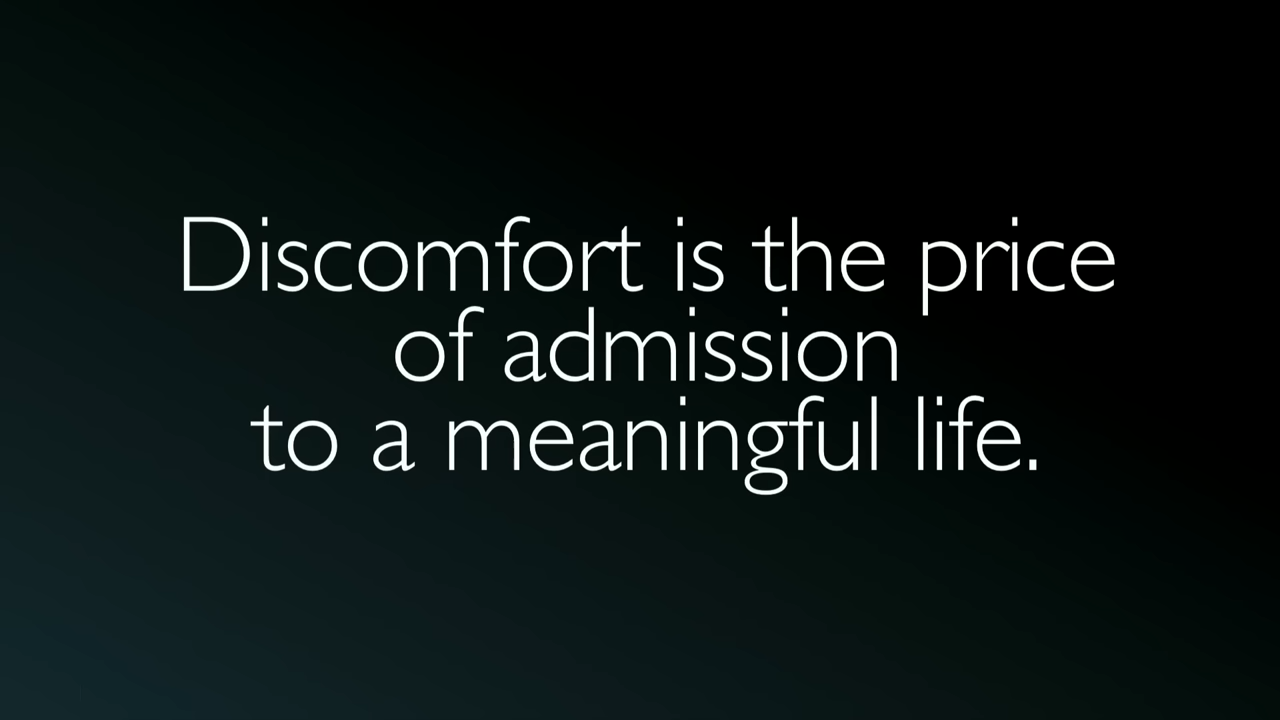 Discomfort is the price
of admission
to a meaningful life.